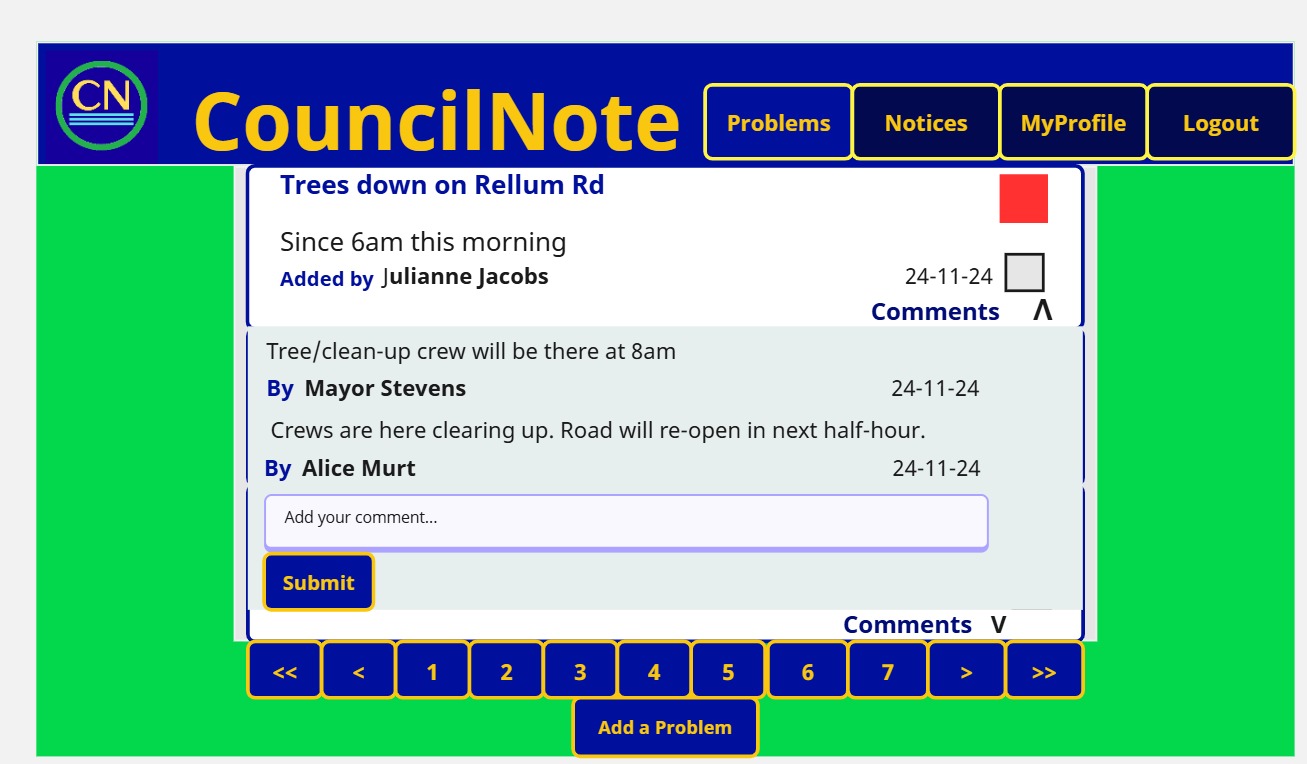 CN
CouncilNote
Problems Notices MyProfile Logout
Trees down on Rellum Rd
Since 6am this morning
Added by Julianne Jacobs 24-11-24
Comments Λ
Tree/clean-up crew will be there at 8am
By Mayor Stevens 24-11-24
Crews are here clearing up. Road will re-open in next half-hour.
By Alice Murt 24-11-24
Add your comment...
Submit
Comments V
<< < 1 2 3 4 5 6 7 > >>
Add a Problem